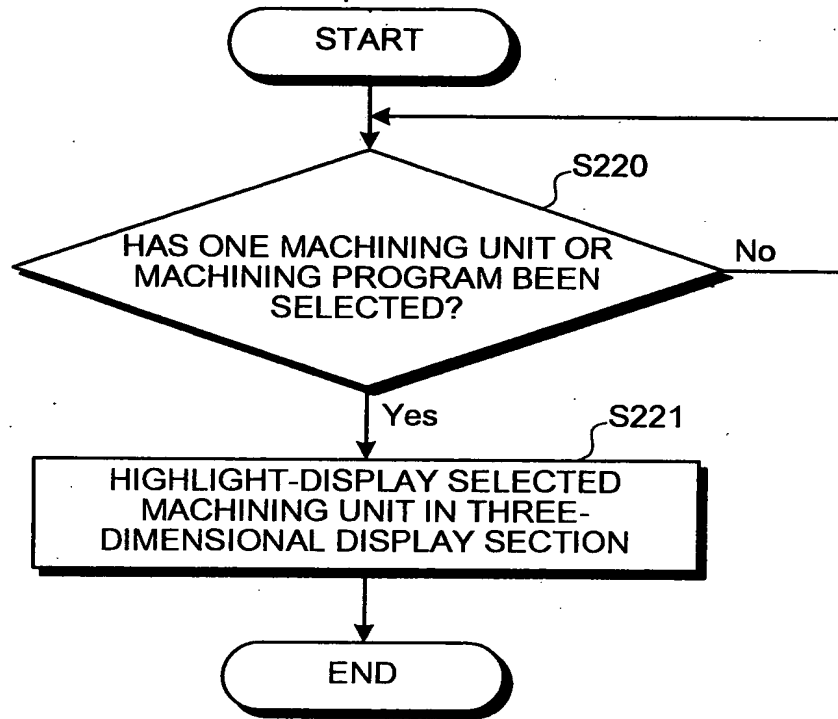 START
S220
HAS ONE MACHINING UNIT OR
MACHINING PROGRAM BEEN
SELECTED?
No
Yes
S221
HIGHLIGHT-DISPLAY SELECTED
MACHINING UNIT IN THREE-
DIMENSIONAL DISPLAY SECTION
END